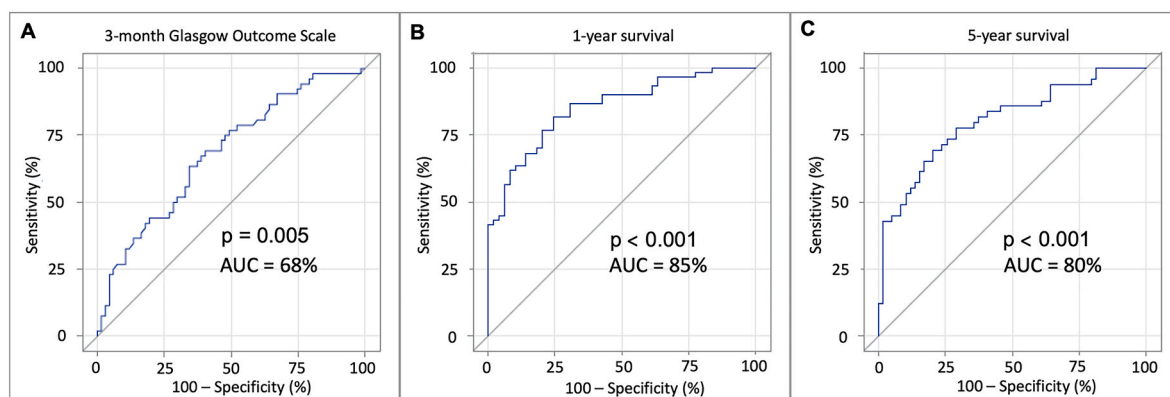 A
3-month Glasgow Outcome Scale
100
75
50
25
0
Sensitivity (%)
p = 0.005
AUC = 68%
0 25 50 75 100
100 – Specificity (%)
B
1-year survival
100
75
50
25
0
Sensitivity (%)
p < 0.001
AUC = 85%
0 25 50 75 100
100 – Specificity (%)
C
5-year survival
100
75
50
25
0
Sensitivity (%)
p < 0.001
AUC = 80%
0 25 50 75 100
100 – Specificity (%)